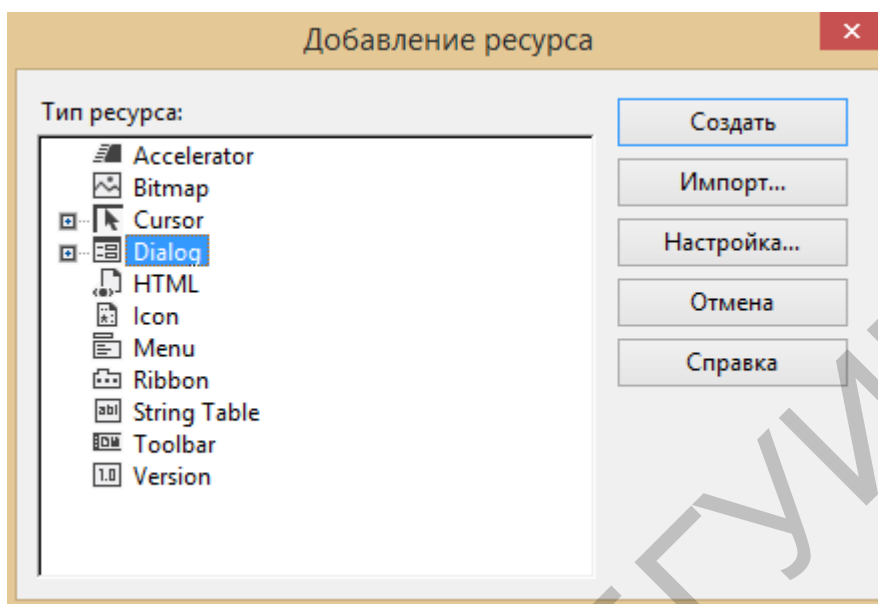 Добавление ресурса
Тип ресурса:
Accelerator
Bitmap
Cursor
Dialog
HTML
Icon
Menu
Ribbon
String Table
Toolbar
Version
Создать
Импорт...
Настройка...
Отмена
Справка